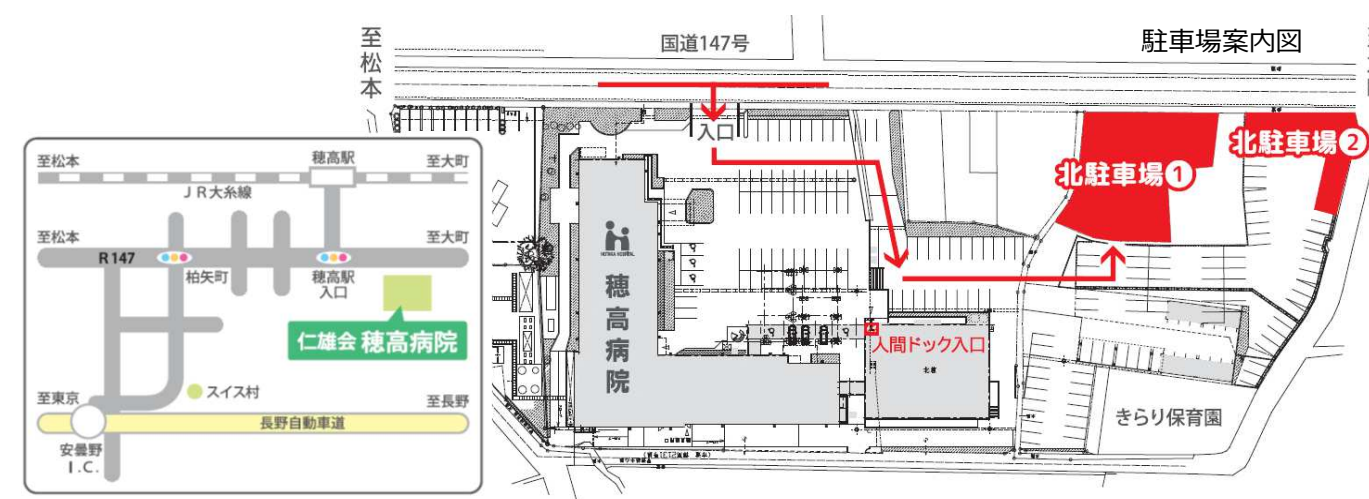 至松本
国道147号
駐車場案内図
入口
北駐車場❶
北駐車場❷
穂高病院
人間ドック入口
北館
きらり保育園
至松本
穂高駅
至大町
JR大糸線
至松本
至大町
R147
柏矢町
穂高駅
入口
仁雄会 穂高病院
スイス村
至東京
至長野
長野自動車道
安曇野
I.C.